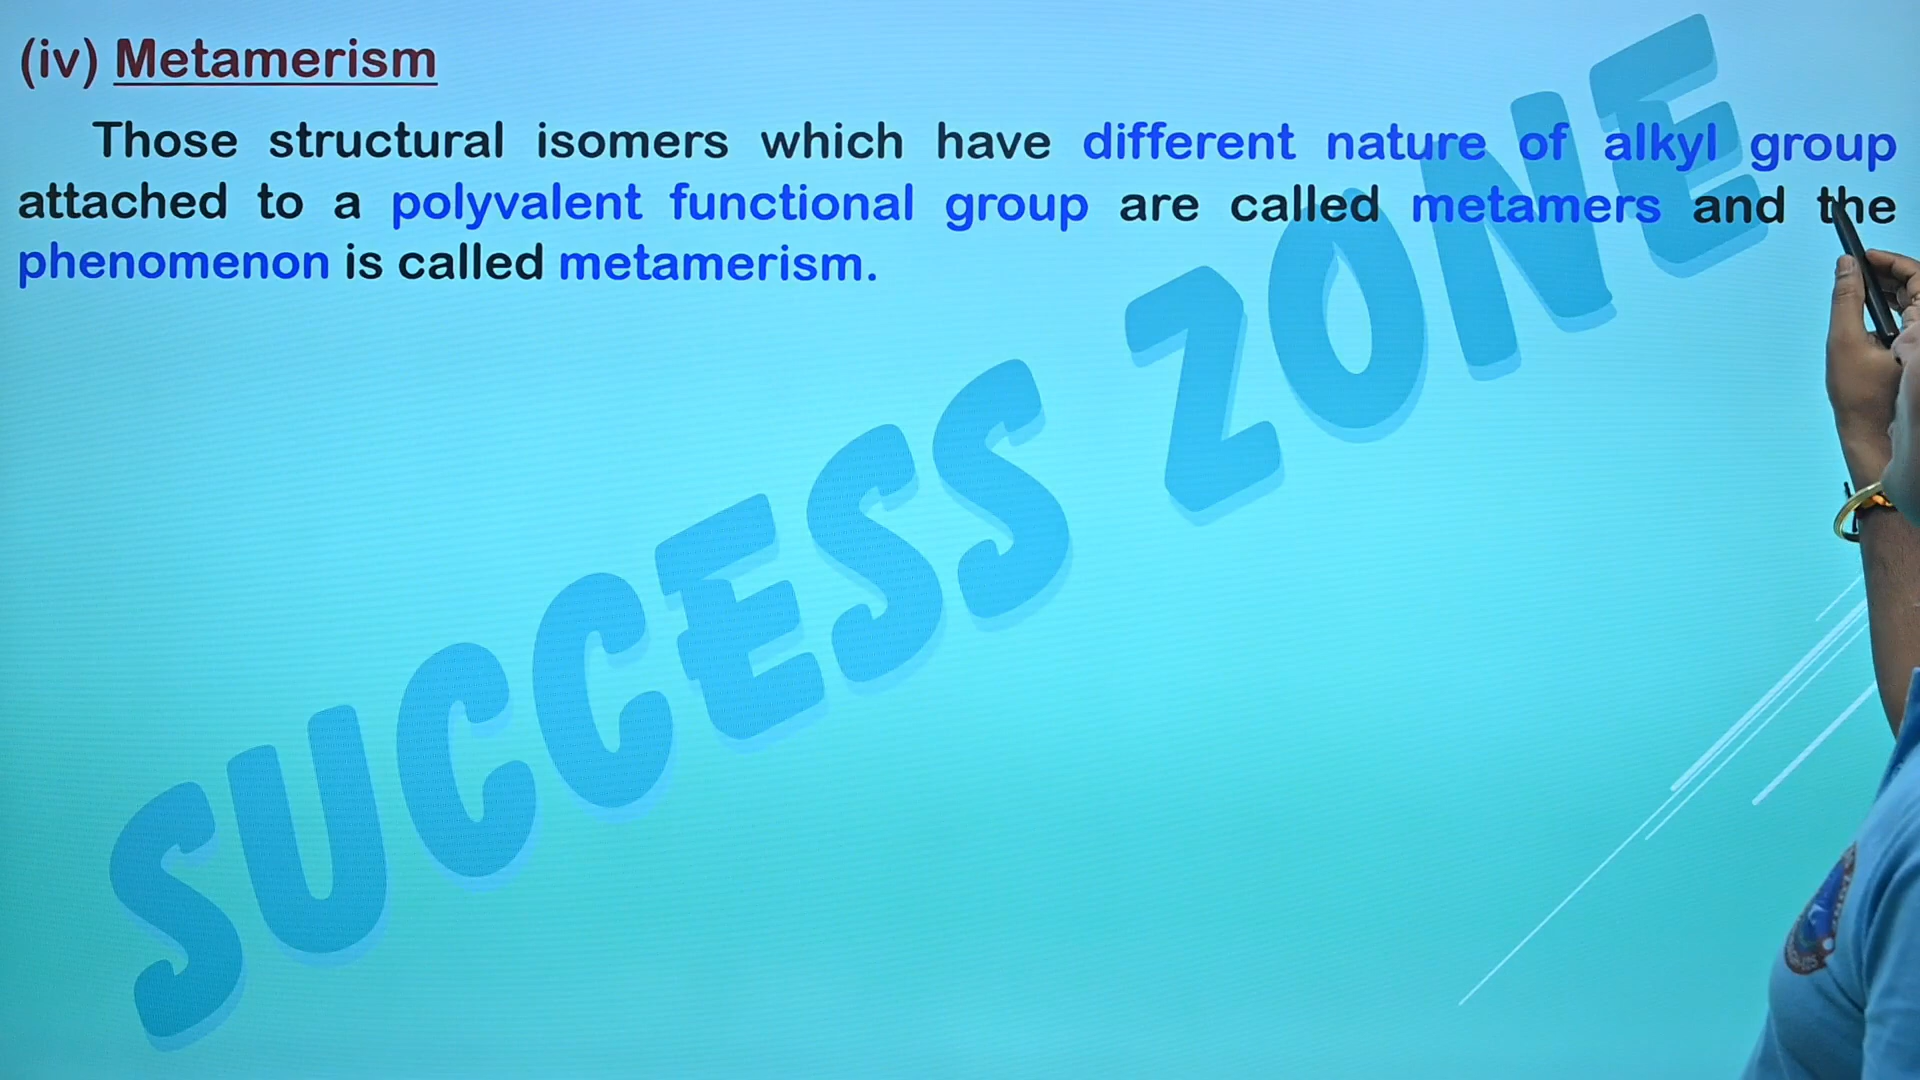 (iv) Metamerism
Those structural isomers which have different nature of alkyl group
attached to a polyvalent functional group are called metamers and the
phenomenon is called metamerism.
SUCCESS ZONE